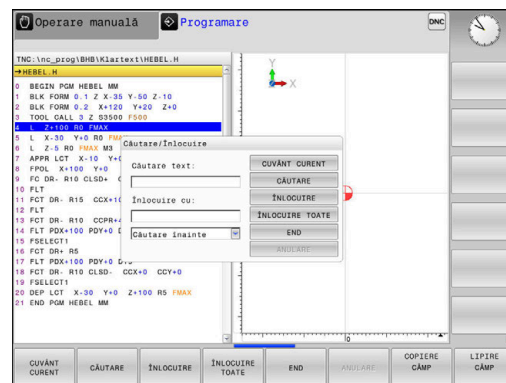 Operare manuală
Programare
DNC
TNC:\nc_prog\BHB\Klartext\HEBEL.H
→HEBEL.H
0 BEGIN PGM HEBEL MM
1 BLK FORM 0.1 Z X-35 Y-50 Z-10
2 BLK FORM 0.2 X+120 Y+20 Z+0
3 TOOL CALL 3 Z S3500 F500
4 L Z+100 R0 FMAX
5 L X-30 Y+0 R0 FMAX
6 L Z-5 R0 FMAX M3
7 APPR LCT X-10 Y+0
8 FPOL X+100 Y+0
9 FC DR- R10 CLSD+
10 FLT
11 FCT DR- R15 CCX+10
12 FLT
13 FCT DR- R10 CCPR+4
14 FLT PDX+100 PDY+0
15 FSELECT1
16 FCT DR+ R5
17 FLT PDX+100 PDY+0
18 FCT DR- R10 CLSD- CCX+0 CCY+0
19 FSELECT1
20 DEP LCT X-30 Y+0 Z+100 R5 FMAX
21 END PGM HEBEL MM
Y
X
0
Căutare/Înlocuire
Căutare text:
Înlocuire cu:
Căutare înainte
CUVÂNT CURENT
CĂUTARE
ÎNLOCUIRE
ÎNLOCUIRE TOATE
END
ANULARE
CUVÂNT CURENT
CĂUTARE
ÎNLOCUIRE
ÎNLOCUIRE TOATE
END
ANULARE
COPIERE CÂMP
LIPIRE CÂMP